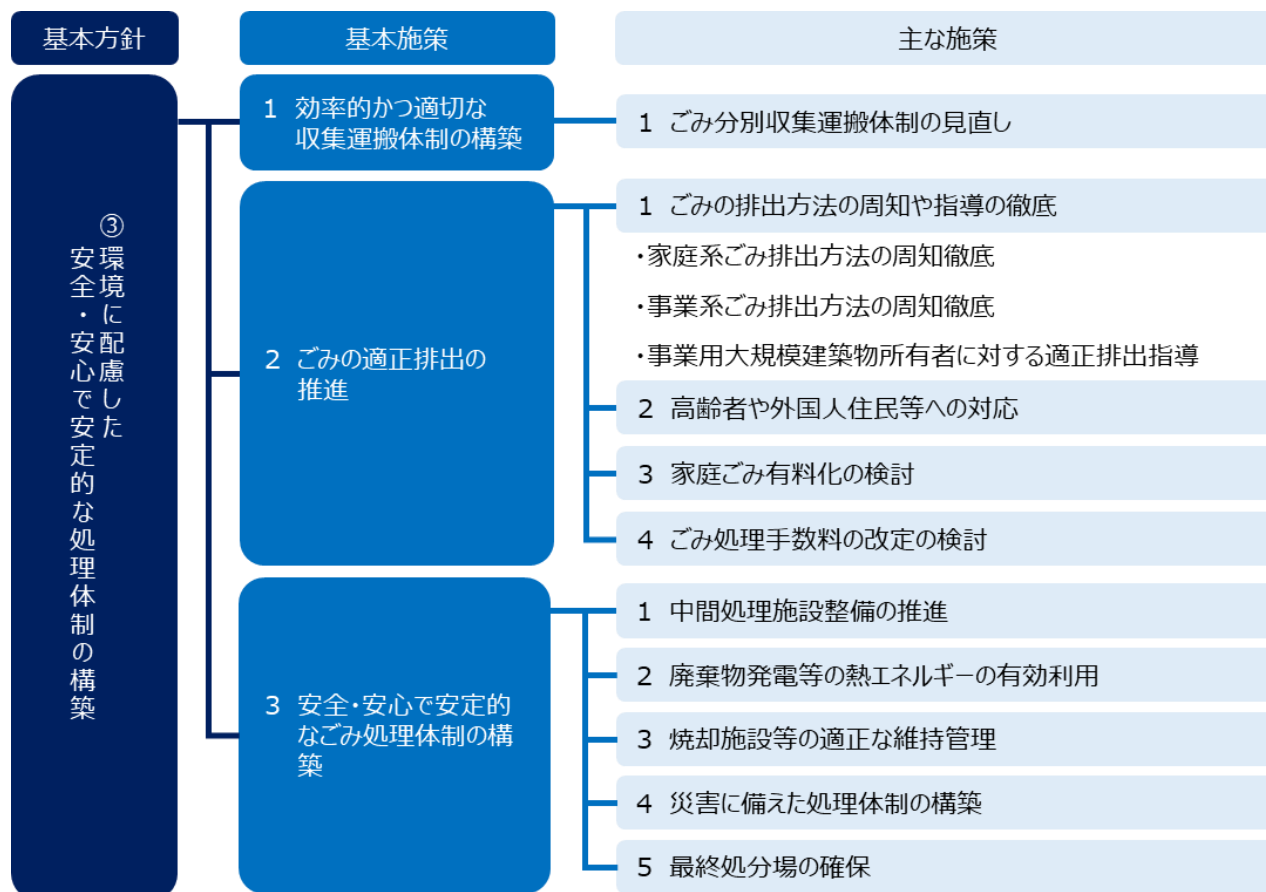 基本方針
基本施策
主な施策
③環境に配慮した
安全・安心で安定的な処理体制の構築
1 効率的かつ適切な
収集運搬体制の構築
1 ごみ分別収集運搬体制の見直し
2 ごみの適正排出の
推進
1 ごみの排出方法の周知や指導の徹底
・家庭系ごみ排出方法の周知徹底
・事業系ごみ排出方法の周知徹底
・事業用大規模建築物所有者に対する適正排出指導
2 高齢者や外国人住民等への対応
3 家庭ごみ有料化の検討
4 ごみ処理手数料の改定の検討
3 安全・安心で安定的
なごみ処理体制の構
築
1 中間処理施設整備の推進
2 廃棄物発電等の熱エネルギーの有効利用
3 焼却施設等の適正な維持管理
4 災害に備えた処理体制の構築
5 最終処分場の確保